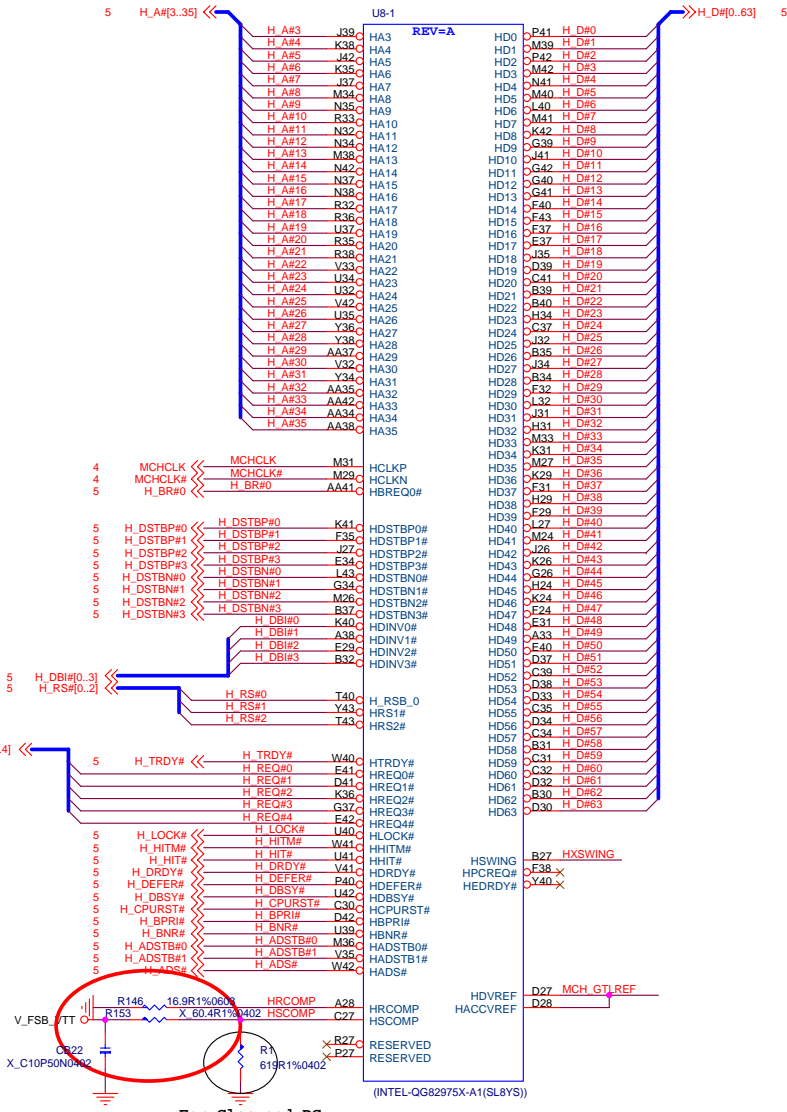 5 H_A#[3..35] U8-1 H_D#[0..63] 5
REV=A
H_A#3 J39 HA3 HD0 P41 H_D#0
H_A#4 K38 HA4 HD1 M39 H_D#1
H_A#5 J42 HA5 HD2 P42 H_D#2
H_A#6 K35 HA6 HD3 M42 H_D#3
H_A#7 J37 HA7 HD4 N41 H_D#4
H_A#8 M34 HA8 HD5 M40 H_D#5
H_A#9 N35 HA9 HD6 L40 H_D#6
H_A#10 R33 HA10 HD7 M41 H_D#7
H_A#11 N32 HA11 HD8 K42 H_D#8
H_A#12 N34 HA12 HD9 G39 H_D#9
H_A#13 M38 HA13 HD10 J41 H_D#10
H_A#14 N42 HA14 HD11 G42 H_D#11
H_A#15 N37 HA15 HD12 G40 H_D#12
H_A#16 N38 HA16 HD13 G41 H_D#13
H_A#17 R32 HA17 HD14 F40 H_D#14
H_A#18 R36 HA18 HD15 F43 H_D#15
H_A#19 U37 HA19 HD16 F37 H_D#16
H_A#20 R35 HA20 HD17 E37 H_D#17
H_A#21 R38 HA21 HD18 J35 H_D#18
H_A#22 V33 HA22 HD19 D39 H_D#19
H_A#23 U34 HA23 HD20 C41 H_D#20
H_A#24 U32 HA24 HD21 B39 H_D#21
H_A#25 V42 HA25 HD22 B40 H_D#22
H_A#26 U35 HA26 HD23 H34 H_D#23
H_A#27 Y36 HA27 HD24 C37 H_D#24
H_A#28 Y38 HA28 HD25 J32 H_D#25
H_A#29 AA37 HA29 HD26 B35 H_D#26
H_A#30 V32 HA30 HD27 J34 H_D#27
H_A#31 Y34 HA31 HD28 B34 H_D#28
H_A#32 AA35 HA32 HD29 F32 H_D#29
H_A#33 AA42 HA33 HD30 L32 H_D#30
H_A#34 AA34 HA34 HD31 J31 H_D#31
H_A#35 AA38 HA35 HD32 H31 H_D#32
HD33 M33 H_D#33
HD34 K31 H_D#34
4 MCHCLK MCHCLK M31 HCLKP HD35 M27 H_D#35
4 MCHCLK# MCHCLK# M29 HCLKN HD36 K29 H_D#36
5 H_BR#0 H_BR#0 AA41 HBREQ0# HD37 F31 H_D#37
HD38 H29 H_D#38
HD39 F29 H_D#39
5 H_DSTBP#0 H_DSTBP#0 K41 HDSTBP0# HD40 L27 H_D#40
5 H_DSTBP#1 H_DSTBP#1 F35 HDSTBP1# HD41 M24 H_D#41
5 H_DSTBP#2 H_DSTBP#2 J27 HDSTBP2# HD42 J26 H_D#42
5 H_DSTBP#3 H_DSTBP#3 E34 HDSTBP3# HD43 K26 H_D#43
5 H_DSTBN#0 H_DSTBN#0 L43 HDSTBN0# HD44 G26 H_D#44
5 H_DSTBN#1 H_DSTBN#1 G34 HDSTBN1# HD45 H24 H_D#45
5 H_DSTBN#2 H_DSTBN#2 M26 HDSTBN2# HD46 K24 H_D#46
5 H_DSTBN#3 H_DSTBN#3 B37 HDSTBN3# HD47 F24 H_D#47
H_DBI#0 K40 HDINV0# HD48 E31 H_D#48
H_DBI#1 A38 HDINV1# HD49 A33 H_D#49
H_DBI#2 E29 HDINV2# HD50 E40 H_D#50
H_DBI#3 B32 HDINV3# HD51 D37 H_D#51
5 H_DBI#[0..3] HD52 C39 H_D#52
5 H_RS#[0..2] HD53 D38 H_D#53
H_RS#0 T40 H_RSB_0 HD54 D33 H_D#54
H_RS#1 Y43 HRS1# HD55 C35 H_D#55
H_RS#2 T43 HRS2# HD56 D34 H_D#56
HD57 C34 H_D#57
.4] HD58 B31 H_D#58
5 H_TRDY# H_TRDY# W40 HTRDY# HD59 C31 H_D#59
H_REQ#0 E41 HREQ0# HD60 C32 H_D#60
H_REQ#1 D41 HREQ1# HD61 D32 H_D#61
H_REQ#2 K36 HREQ2# HD62 B30 H_D#62
H_REQ#3 G37 HREQ3# HD63 D30 H_D#63
H_REQ#4 E42 HREQ4#
5 H_LOCK# H_LOCK# U40 HLOCK#
5 H_HITM# H_HITM# W41 HHITM#
5 H_HIT# H_HIT# U41 HHIT# HSWING B27 HXSWING
5 H_DRDY# H_DRDY# V41 HDRDY# HPCREQ# F38
5 H_DEFER# H_DEFER# P40 HDEFER# HEDRDY# Y40
5 H_DBSY# H_DBSY# U42 HDBSY#
5 H_CPURST# H_CPURST# C30 HCPURST#
5 H_BPRI# H_BPRI# D42 HBPRI#
5 H_BNR# H_BNR# U39 HBNR#
5 H_ADSTB#0 H_ADSTB#0 M36 HADSTB0#
5 H_ADSTB#1 H_ADSTB#1 V35 HADSTB1#
5 H_ADS# H_ADS# W42 HADS#
HDVREF D27 MCH_GTLREF
R146 16.9R1%0603 HRCOMP A28 HRCOMP HACCVREF D28
V_FSB_VTT R153 X_60.4R1%0402 HSCOMP C27 HSCOMP
R27 RESERVED
CB22 R1 P27 RESERVED
X_C10P50N0402 619R1%0402
(INTEL-QG82975X-A1(SL8YS))